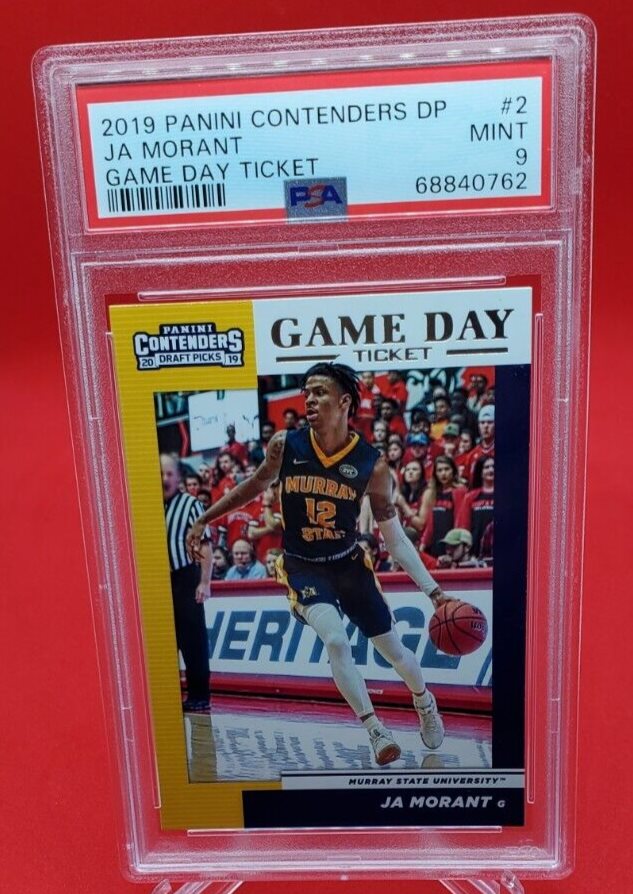 2019 PANINI CONTENDERS DP #2
JA MORANT MINT
GAME DAY TICKET 9
PSA 68840762
PANINI
CONTENDERS
DRAFT PICKS
20 19
GAME DAY
TICKET
MURRAY
12
STATE
HERITAGE
MURRAY STATE UNIVERSITY™
JA MORANT G